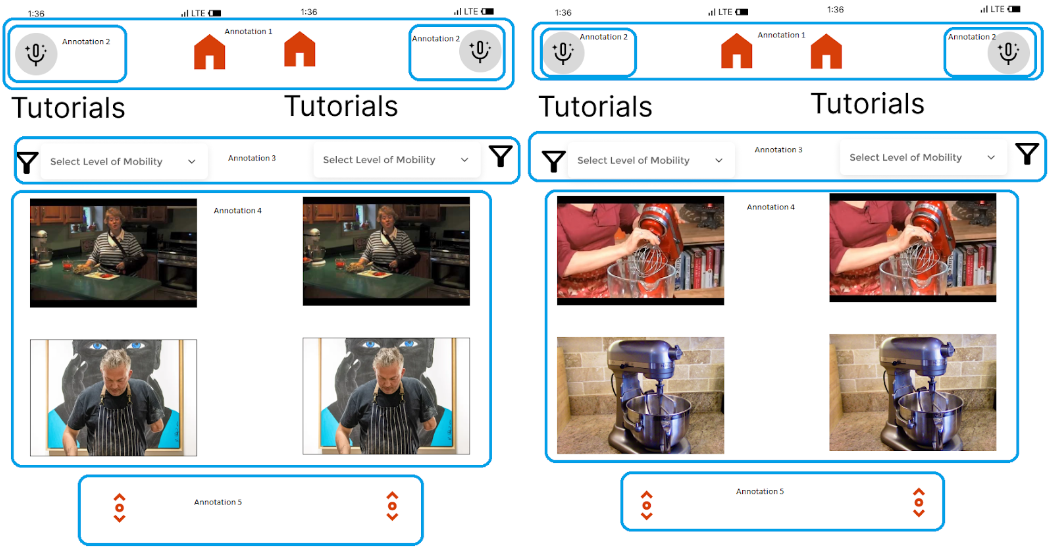 1:36
LTE
1:36
LTE
Annotation 2
Annotation 1
Annotation 2
Tutorials
Tutorials
Select Level of Mobility
Annotation 3
Select Level of Mobility
Annotation 4
Annotation 5
1:36
LTE
1:36
LTE
Annotation 2
Annotation 1
Annotation 2
Tutorials
Tutorials
Select Level of Mobility
Annotation 3
Select Level of Mobility
Annotation 4
Annotation 5